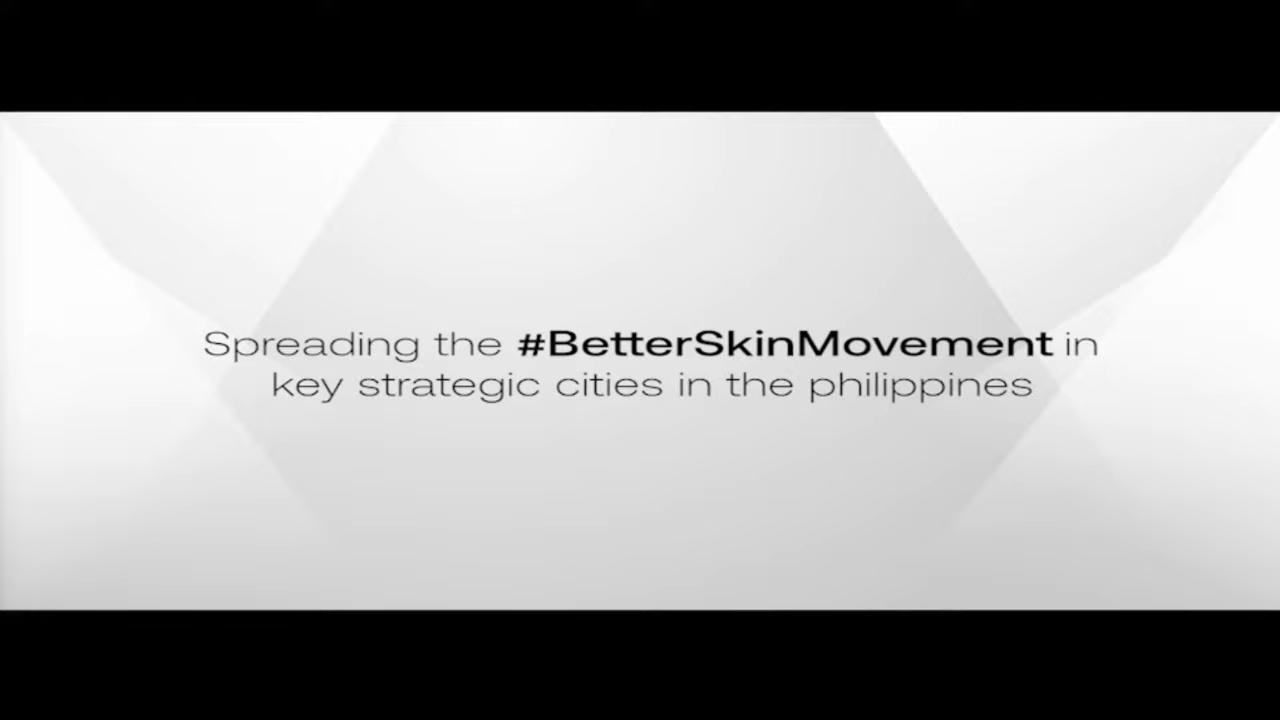 Spreading the #BetterSkinMovement in
key strategic cities in the philippines